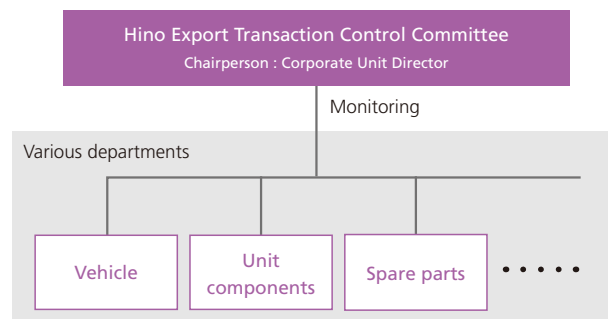 Hino Export Transaction Control Committee
Chairperson : Corporate Unit Director
Monitoring
Various departments
Vehicle
Unit
components
Spare parts
.....